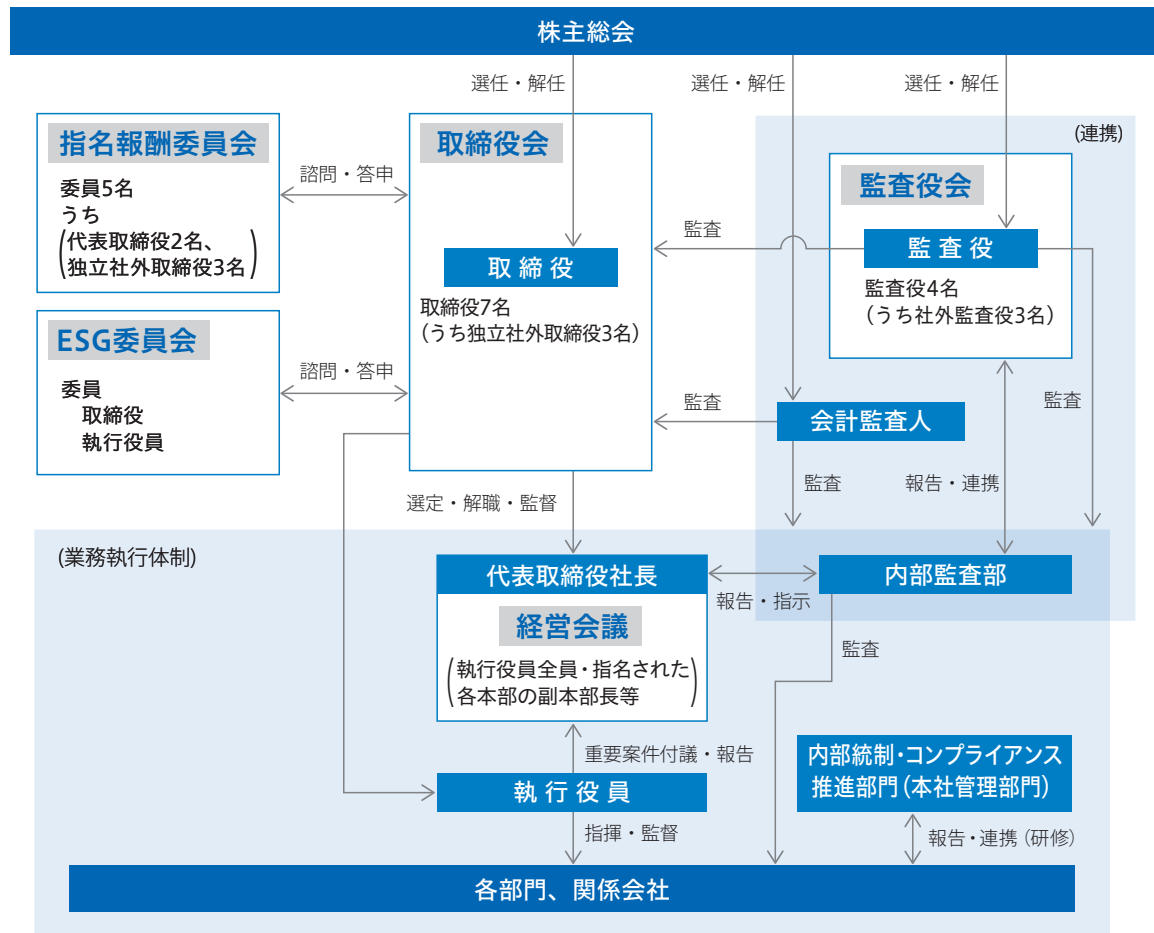 株主総会
選任・解任
選任・解任
選任・解任
指名報酬委員会
委員5名
うち
(代表取締役2名、
独立社外取締役3名)
諮問・答申
取締役会
取締役
取締役7名
(うち独立社外取締役3名)
(連携)
監査役会
監査役
監査役4名
(うち社外監査役3名)
監査
ESG委員会
委員
取締役
執行役員
諮問・答申
監査
会計監査人
監査
監査
報告・連携
選定・解職・監督
(業務執行体制)
代表取締役社長
経営会議
(執行役員全員・指名された
各本部の副本部長等)
報告・指示
内部監査部
監査
重要案件付議・報告
執行役員
指揮・監督
内部統制・コンプライアンス
推進部門(本社管理部門)
報告・連携(研修)
各部門、関係会社